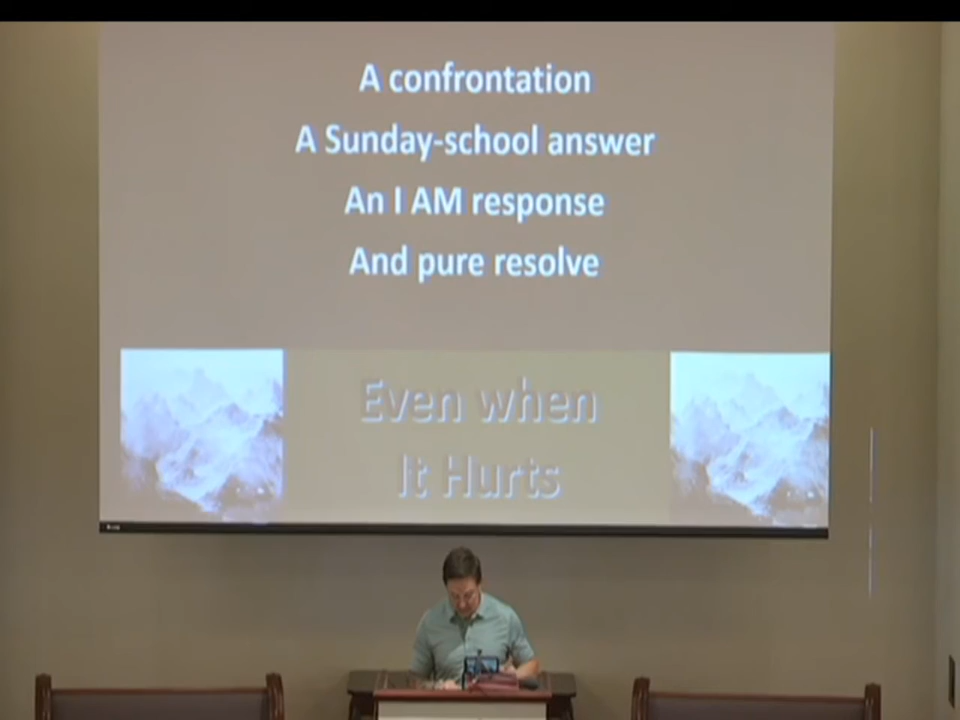 A confrontation
A Sunday-school answer
An I AM response
And pure resolve
Even when
It Hurts